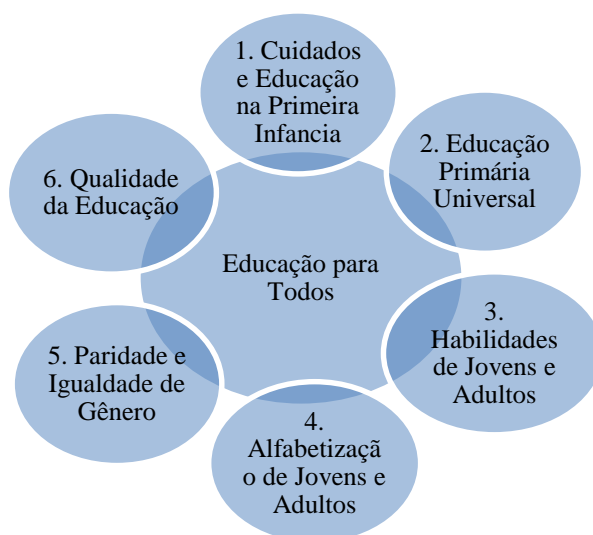 1. Cuidados
e Educação
na Primeira
Infancia
2. Educação
Primária
Universal
3.
Habilidades
de Jovens e
Adultos
4.
Alfabetizaçã
o de Jovens e
Adultos
5. Paridade e
Igualdade de
Gênero
6. Qualidade
da Educação
Educação para
Todos